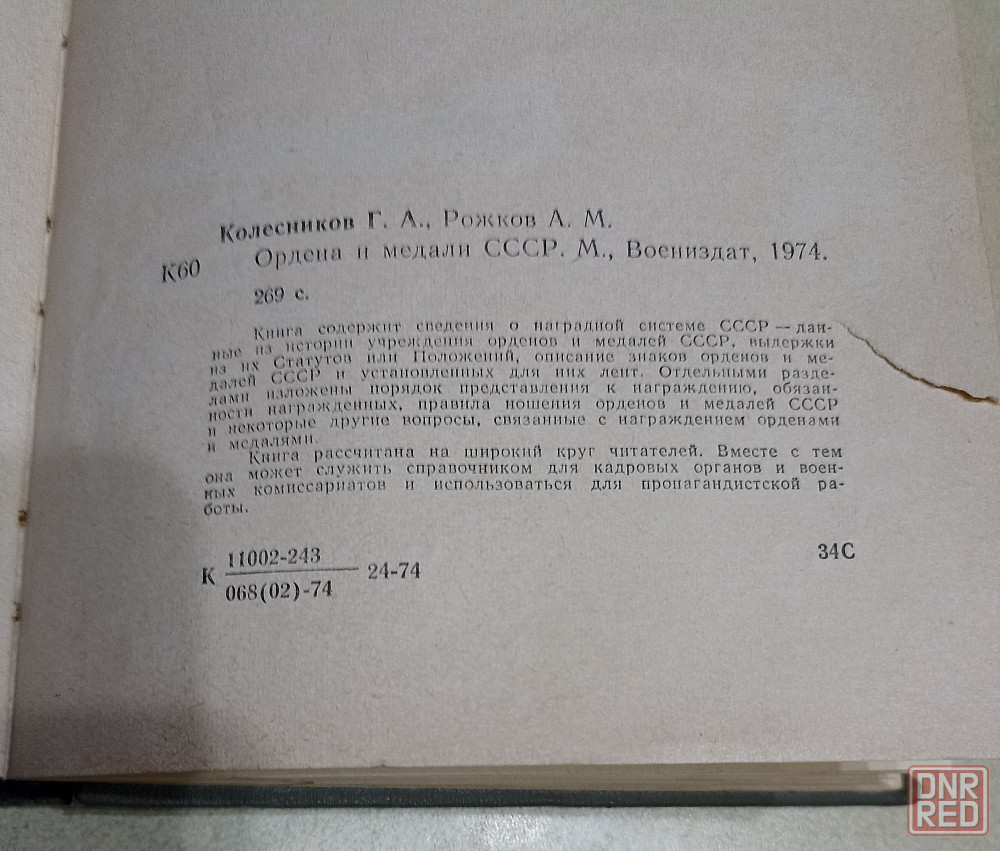 Колесников Г. А., Рожков А. М.
К60 Ордена и медали СССР. М., Воениздат, 1974.
269 с.
Книга содержит сведения о наградной системе СССР — дан-
ные из истории учреждения орденов и медалей СССР, выдержки
из их Статутов или Положений, описание знаков орденов и ме-
далей СССР и установленных для них лент. Отдельными разде-
лами изложены порядок представления к награждению, обязан-
ности награжденных, правила ношения орденов и медалей СССР
и некоторые другие вопросы, связанные с награждением орденами
и медалями.
Книга рассчитана на широкий круг читателей. Вместе с тем
она может служить справочником для кадровых органов и воен-
ных комиссариатов и использоваться для пропагандистской ра-
боты.
К 11002-243
068(02)-74
24-74
34С
DNR
RED